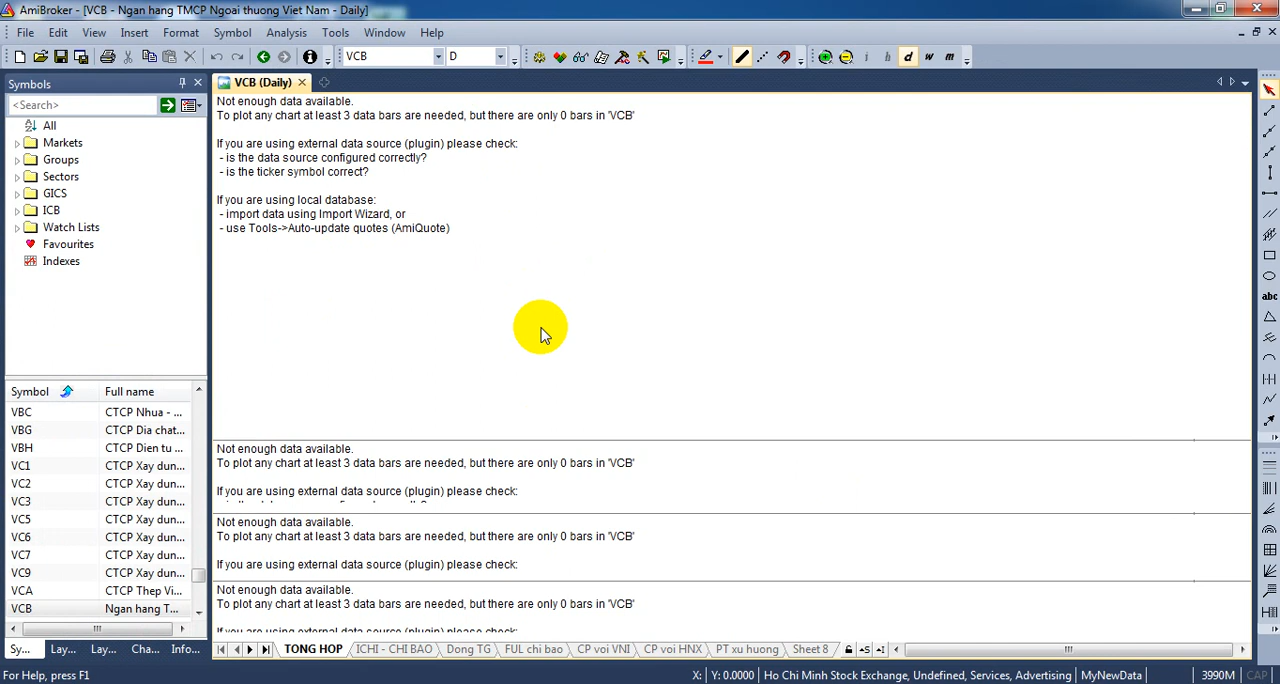 AmiBroker - [VCB - Ngan hang TMCP Ngoai thuong Viet Nam - Daily]
File Edit View Insert Format Symbol Analysis Tools Window Help
VCB D i h d w m
Symbols
VCB (Daily)
<Search>
All
Markets
Groups
Sectors
GICS
ICB
Watch Lists
Favourites
Indexes
Not enough data available.
To plot any chart at least 3 data bars are needed, but there are only 0 bars in 'VCB'
If you are using external data source (plugin) please check:
- is the data source configured correctly?
- is the ticker symbol correct?
If you are using local database:
- import data using Import Wizard, or
- use Tools->Auto-update quotes (AmiQuote)
abc
Symbol Full name
VBC CTCP Nhua - ...
VBG CTCP Dia chat...
VBH CTCP Dien tu ...
VC1 CTCP Xay dun...
VC2 CTCP Xay dun...
VC3 CTCP Xay dun...
VC5 CTCP Xay dun...
VC6 CTCP Xay dun...
VC7 CTCP Xay dun...
VC9 CTCP Xay dun...
VCA CTCP Thep Vi...
VCB Ngan hang T...
Not enough data available.
To plot any chart at least 3 data bars are needed, but there are only 0 bars in 'VCB'
If you are using external data source (plugin) please check:
Not enough data available.
To plot any chart at least 3 data bars are needed, but there are only 0 bars in 'VCB'
If you are using external data source (plugin) please check:
Not enough data available.
To plot any chart at least 3 data bars are needed, but there are only 0 bars in 'VCB'
If you are using external data source (plugin) please check:
Sy... Lay... Lay... Cha... Info...
TONG HOP ICHI - CHI BAO Dong TG FUL chi bao CP voi VNI CP voi HNX PT xu huong Sheet 8
For Help, press F1
X: Y: 0.0000 Ho Chi Minh Stock Exchange, Undefined, Services, Advertising MyNewData 3990M CAP